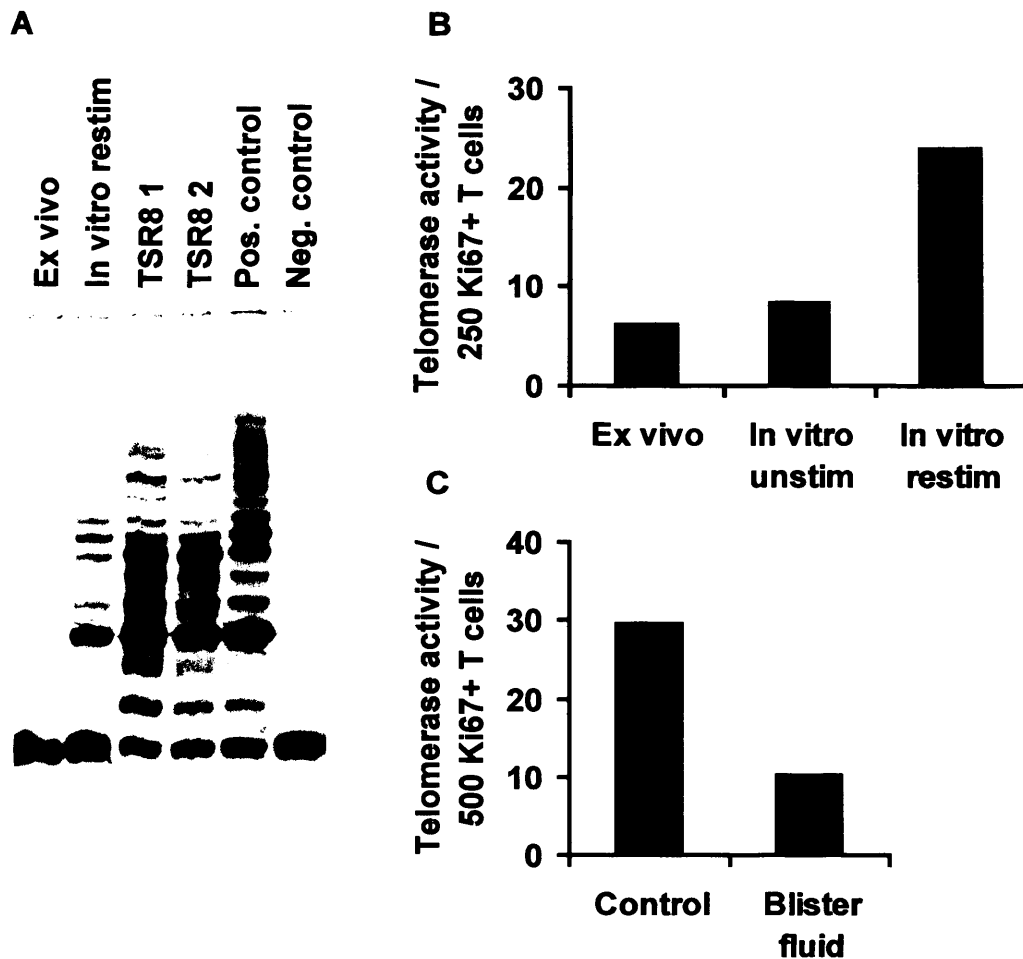 A
Ex vivo
In vitro restim
TSR8 1
TSR8 2
Pos. control
Neg. control
B
Telomerase activity /
250 Ki67+ T cells
30
20
10
0
Ex vivo
In vitro
unstim
In vitro
restim
C
Telomerase activity /
500 Ki67+ T cells
40
30
20
10
0
Control
Blister
fluid